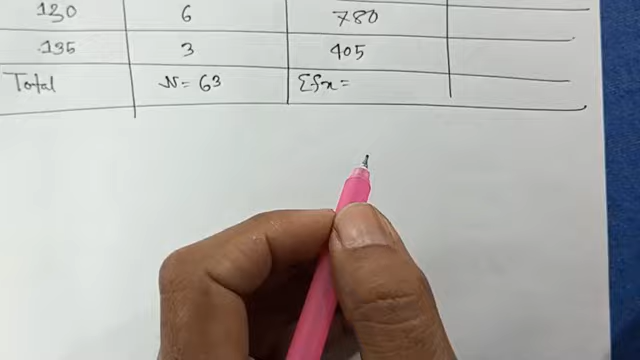 130 6 780
135 3 405
Total N = 63 Σfx =